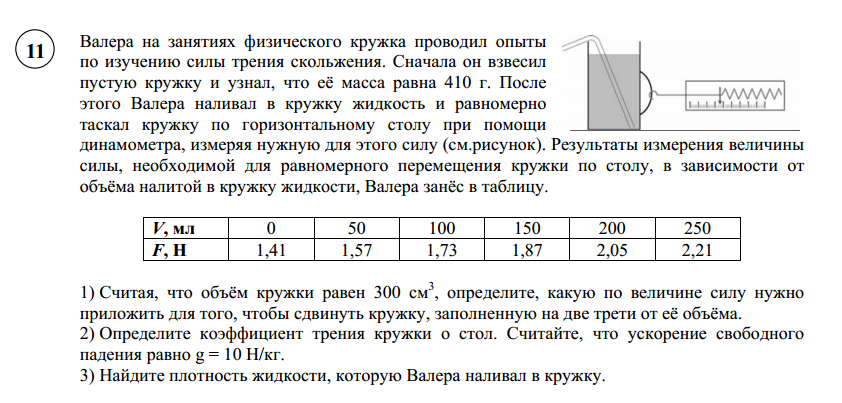 11
Валера на занятиях физического кружка проводил опыты
по изучению силы трения скольжения. Сначала он взвесил
пустую кружку и узнал, что её масса равна 410 г. После
этого Валера наливал в кружку жидкость и равномерно
таскал кружку по горизонтальному столу при помощи
динамометра, измеряя нужную для этого силу (см.рисунок). Результаты измерения величины
силы, необходимой для равномерного перемещения кружки по столу, в зависимости от
объёма налитой в кружку жидкости, Валера занёс в таблицу.
V, мл 0 50 100 150 200 250
F, Н 1,41 1,57 1,73 1,87 2,05 2,21
1) Считая, что объём кружки равен 300 см³, определите, какую по величине силу нужно
приложить для того, чтобы сдвинуть кружку, заполненную на две трети от её объёма.
2) Определите коэффициент трения кружки о стол. Считайте, что ускорение свободного
падения равно g = 10 Н/кг.
3) Найдите плотность жидкости, которую Валера наливал в кружку.